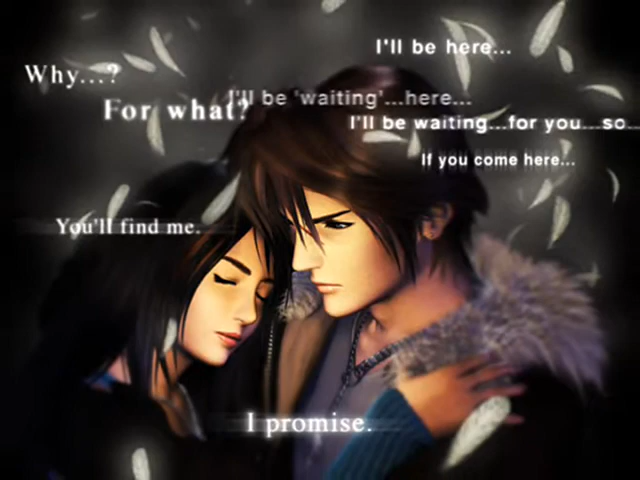 I'll be here...
Why...?
I'll be 'waiting'...here...
For what?
I'll be waiting...for you...so...
If you come here...
You'll find me.
I promise.